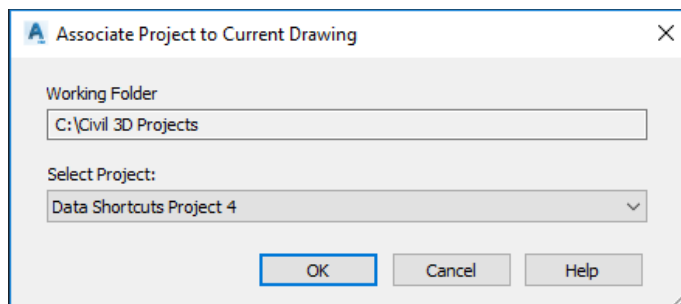 Associate Project to Current Drawing
Working Folder
C:\Civil 3D Projects
Select Project:
Data Shortcuts Project 4
OK Cancel Help